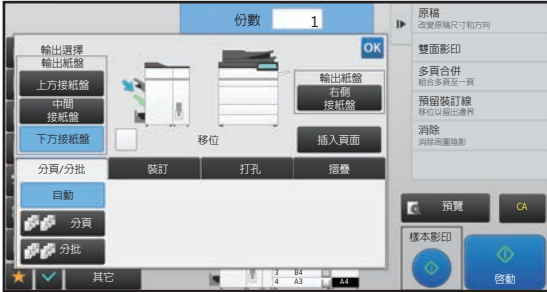 份數 1
OK
輸出選擇
輸出紙盤
上方接紙盤
中間
接紙盤
下方接紙盤
移位
輸出紙盤
右側
接紙盤
插入頁面
分頁/分批
裝訂
打孔
摺疊
自動
分頁
分批
其它
3 B4
4 A3
A4
原稿
改變原稿尺寸和方向
雙面影印
多頁合併
組合多頁至一頁
預留裝訂線
移位以留出邊界
消除
消除周圍陰影
預覽
CA
樣本影印
啓動